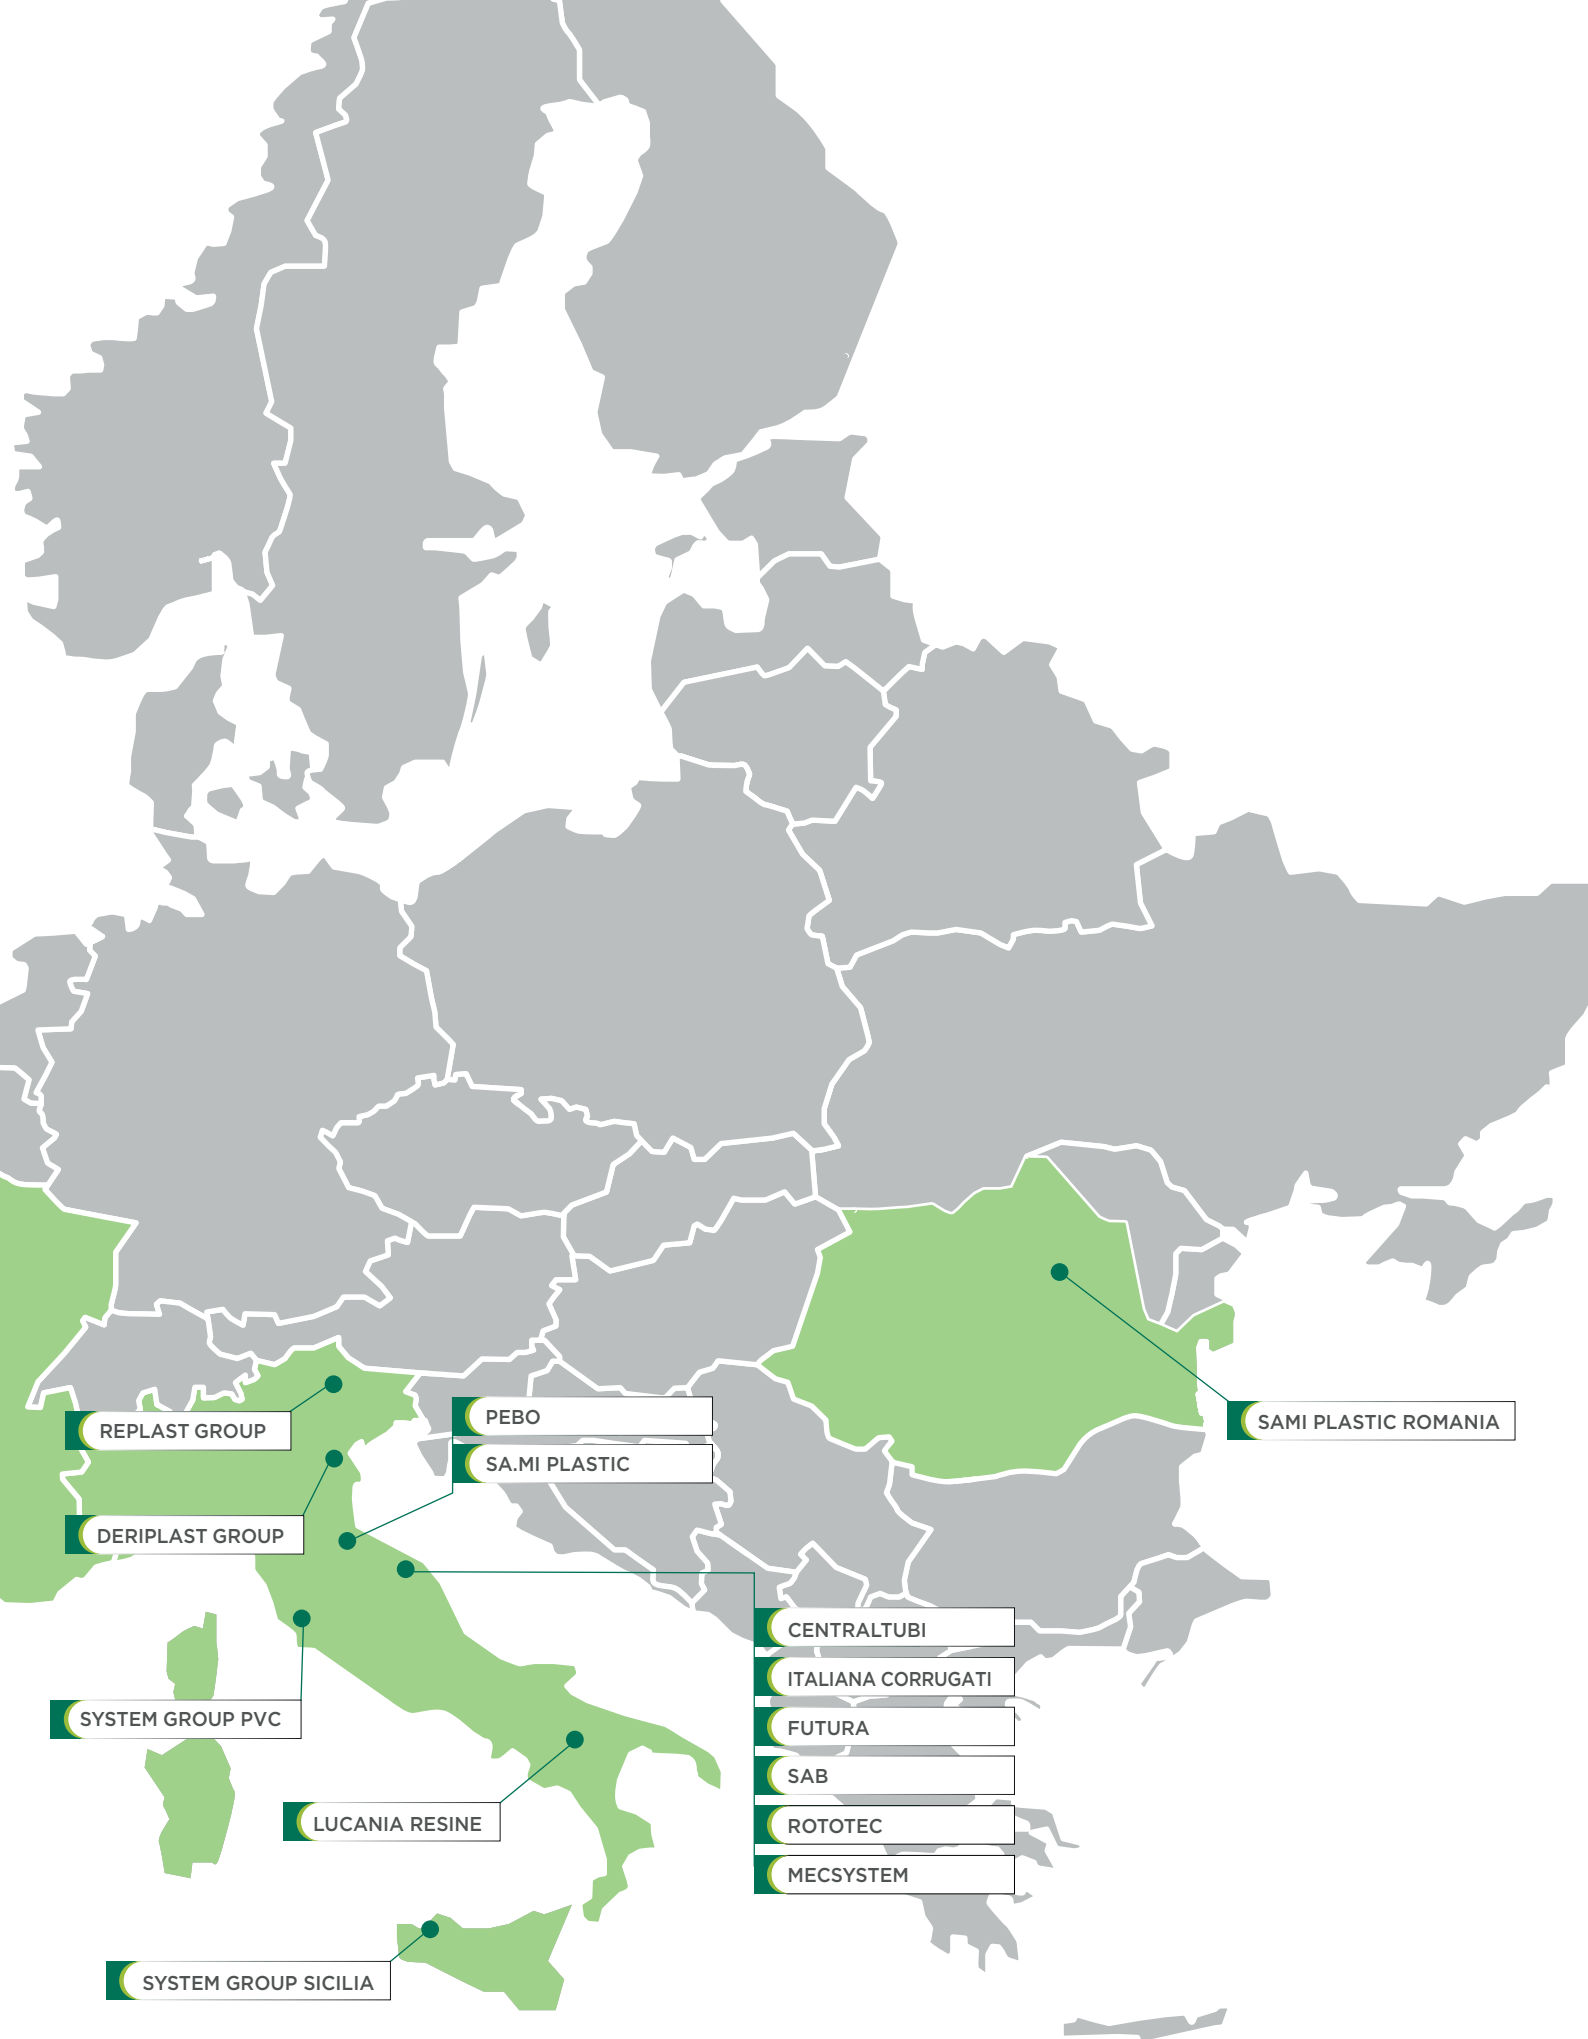 PEBO
REPLAST GROUP
SAMI PLASTIC ROMANIA
SA.MI PLASTIC
DERIPLAST GROUP
CENTRALTUBI
ITALIANA CORRUGATI
SYSTEM GROUP PVC
FUTURA
SAB
LUCANIA RESINE
ROTOTEC
MECSYSTEM
SYSTEM GROUP SICILIA